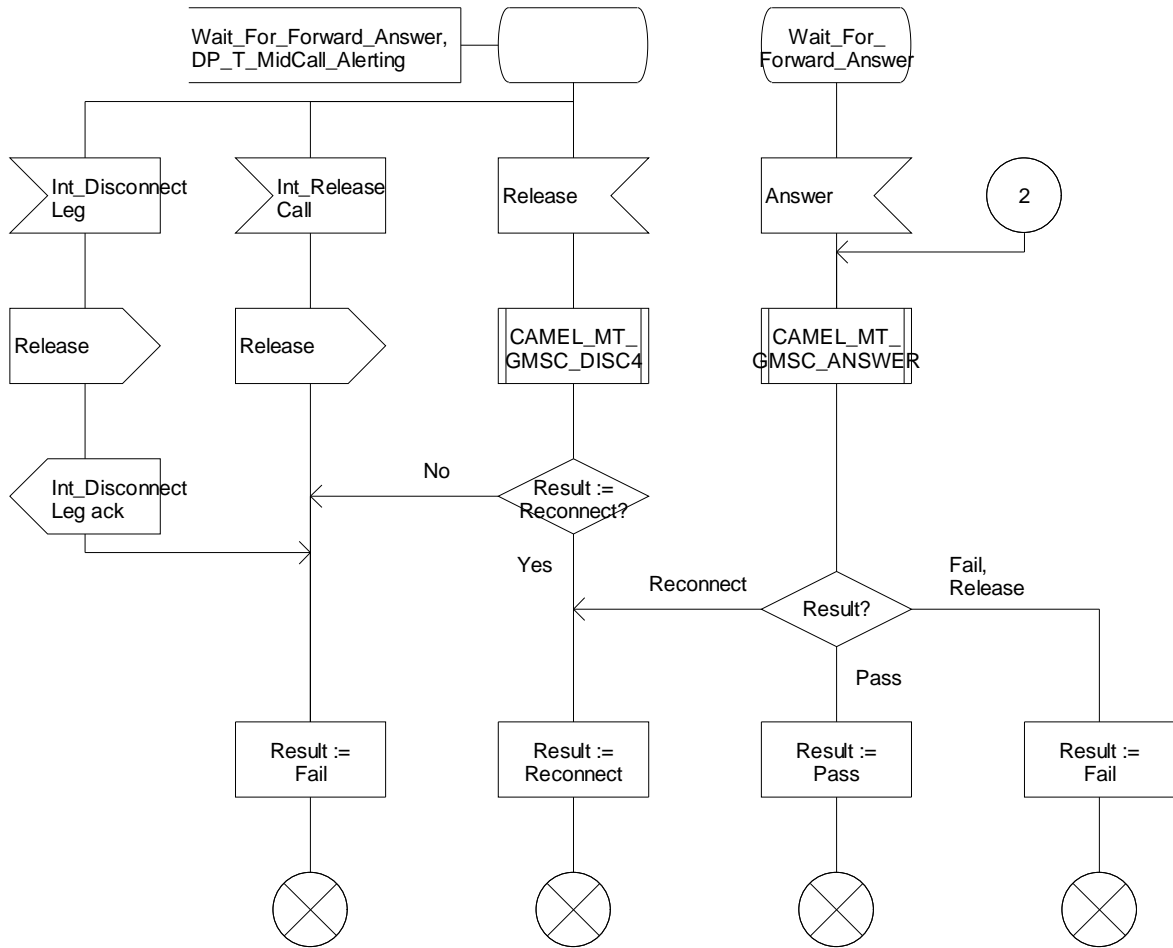 Wait_For_Forward_Answer,
DP_T_MidCall_Alerting
Wait_For_
Forward_Answer
Int_Disconnect
Leg
Int_Release
Call
Release
Answer
2
Release
Release
CAMEL_MT_
GMSC_DISC4
CAMEL_MT_
GMSC_ANSWER
Int_Disconnect
Leg ack
No
Result :=
Reconnect?
Yes
Reconnect
Result?
Fail,
Release
Pass
Result :=
Fail
Result :=
Reconnect
Result :=
Pass
Result :=
Fail